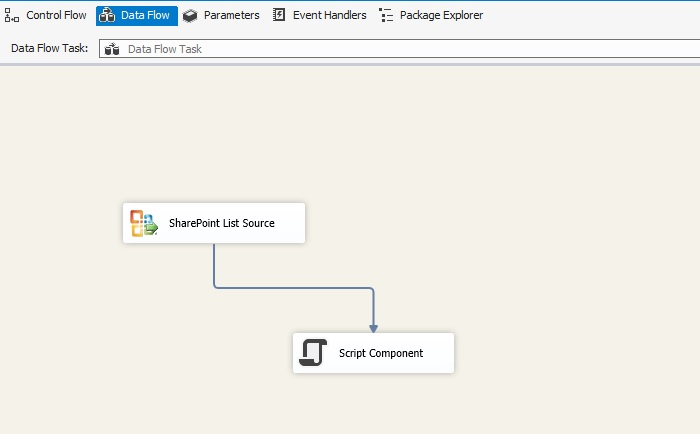 Control Flow Data Flow Parameters Event Handlers Package Explorer
Data Flow Task: Data Flow Task
SharePoint List Source
Script Component